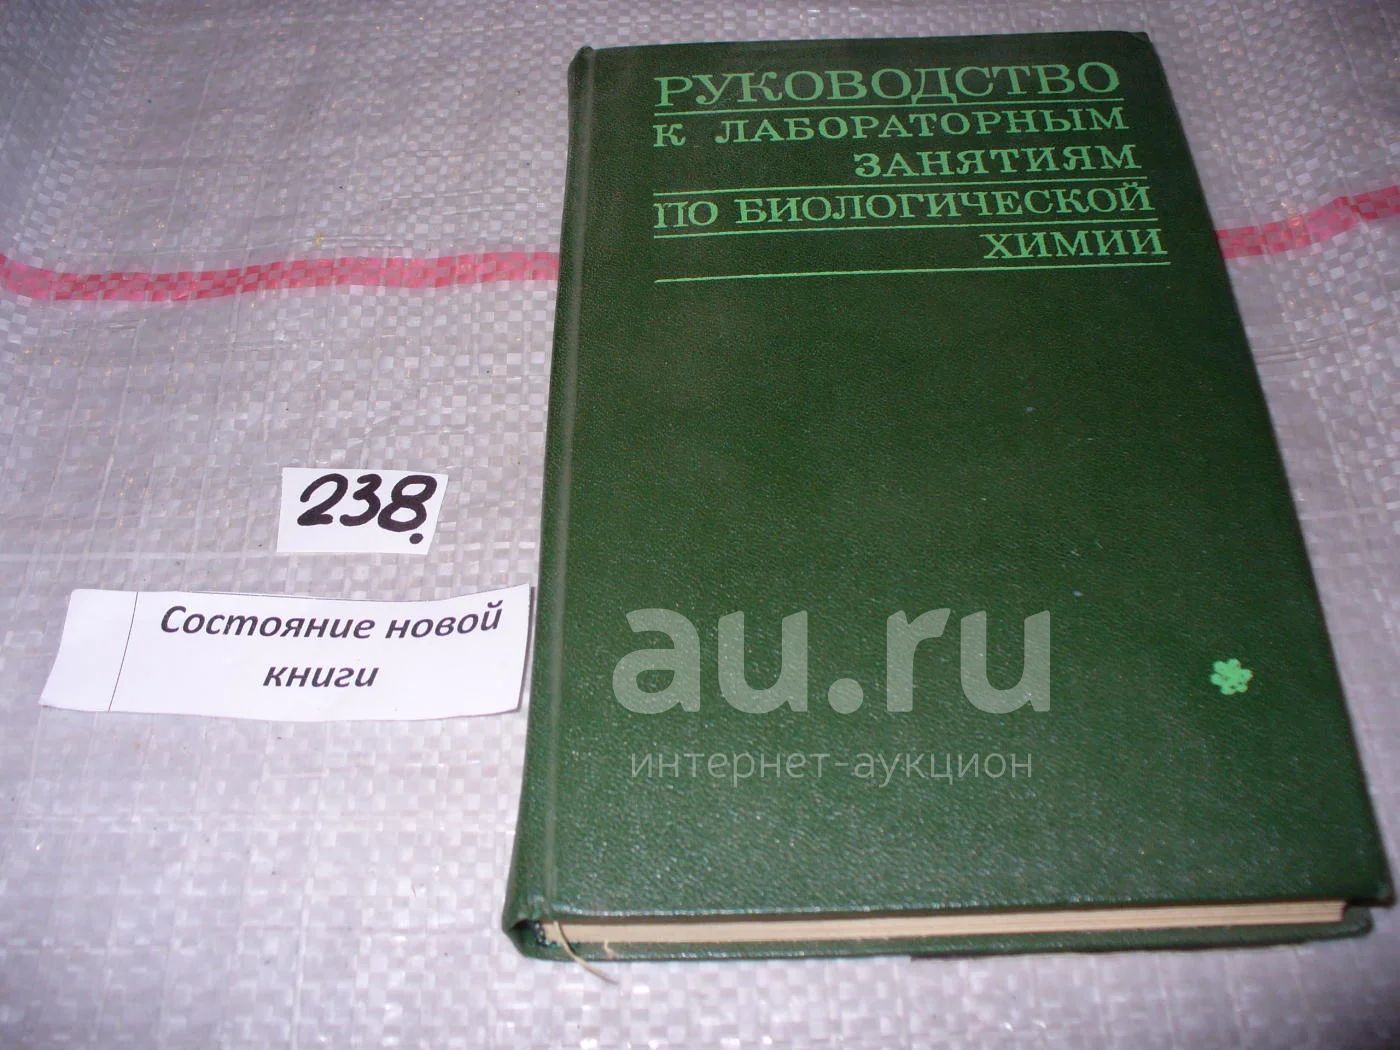 РУКОВОДСТВО
К ЛАБОРАТОРНЫМ
ЗАНЯТИЯМ
ПО БИОЛОГИЧЕСКОЙ
ХИМИИ
238.
Состояние новой
книги
au.ru
интернет-аукцион